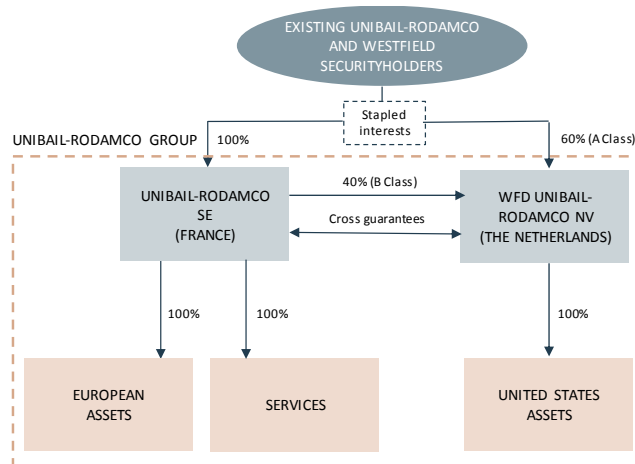 EXISTING UNIBAIL-RODAMCO
AND WESTFIELD
SECURITYHOLDERS
Stapled
interests
UNIBAIL-RODAMCO GROUP
100%
60% (A Class)
UNIBAIL-RODAMCO
SE
(FRANCE)
40% (B Class)
Cross guarantees
WFD UNIBAIL-
RODAMCO NV
(THE NETHERLANDS)
100%
100%
100%
EUROPEAN
ASSETS
SERVICES
UNITED STATES
ASSETS